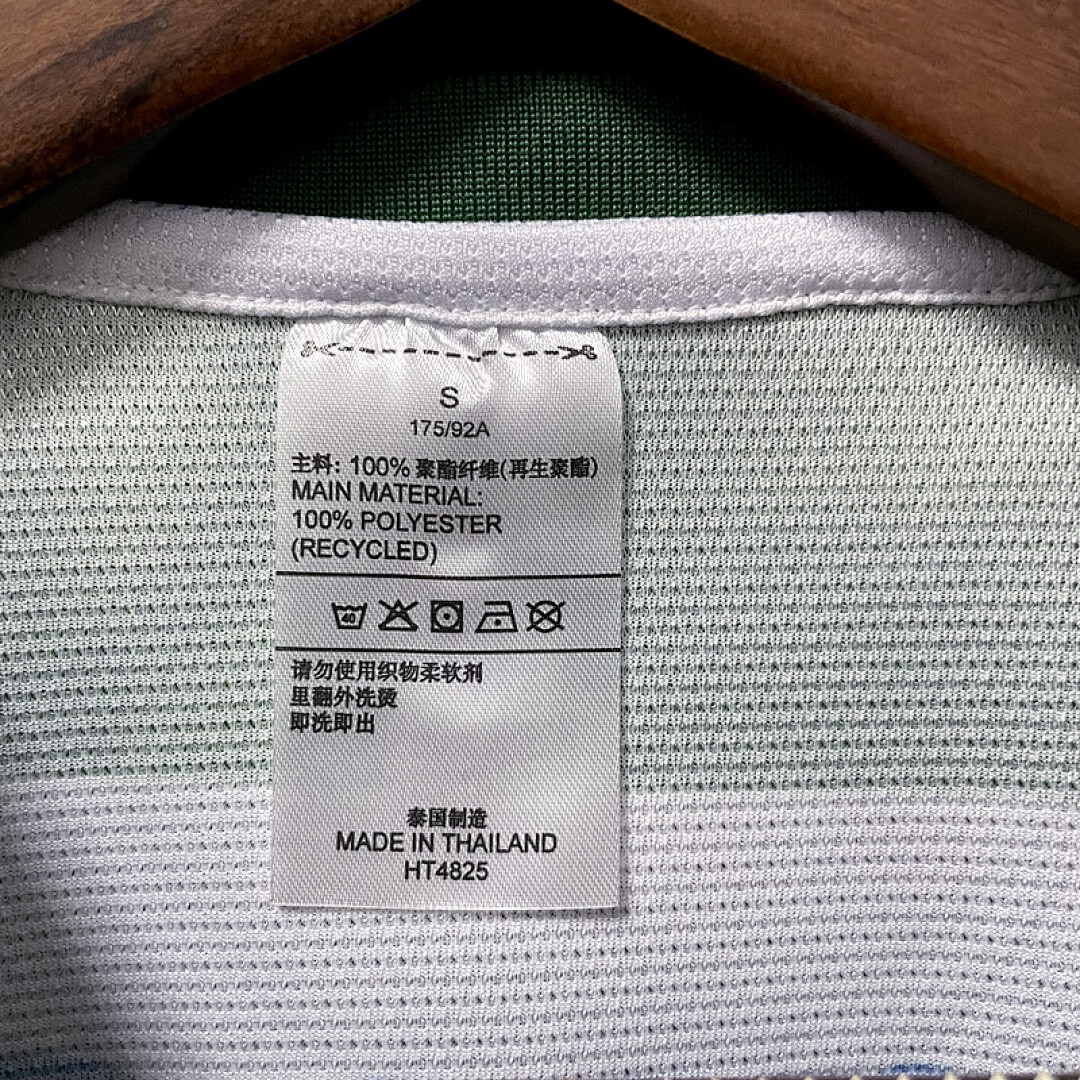 S
175/92A
主料: 100% 聚酯纤维(再生聚酯)
MAIN MATERIAL:
100% POLYESTER
(RECYCLED)
40
请勿使用织物柔软剂
里翻外洗烫
即洗即出
泰国制造
MADE IN THAILAND
HT4825